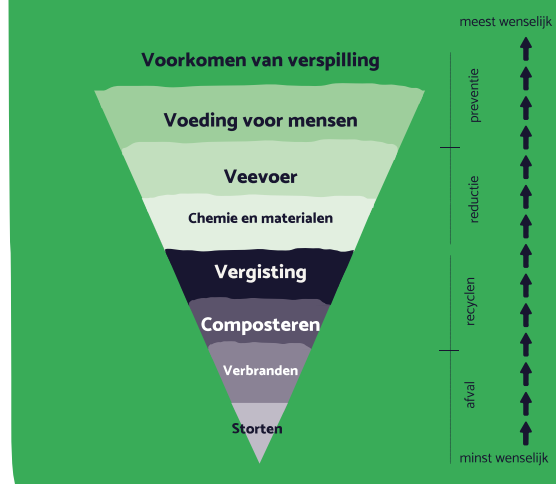 meest wenselijk
Voorkomen van verspilling
preventie
Voeding voor mensen
Veevoer
reductie
Chemie en materialen
Vergisting
recyclen
Composteren
Verbranden
afval
Storten
minst wenselijk